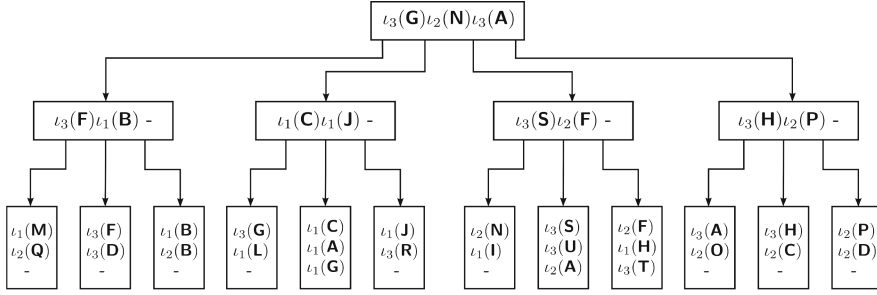 ι₃(G)ι₂(N)ι₃(A)
ι₃(F)ι₁(B) -
ι₁(C)ι₁(J) -
ι₃(S)ι₂(F) -
ι₃(H)ι₂(P) -
ι₁(M)
ι₂(Q)
-
ι₃(F)
ι₃(D)
-
ι₁(B)
ι₂(B)
-
ι₃(G)
ι₁(L)
-
ι₁(C)
ι₁(A)
ι₁(G)
ι₁(J)
ι₃(R)
-
ι₂(N)
ι₁(I)
-
ι₃(S)
ι₃(U)
ι₂(A)
ι₂(F)
ι₁(H)
ι₃(T)
ι₃(A)
ι₂(O)
-
ι₃(H)
ι₂(C)
-
ι₂(P)
ι₂(D)
-